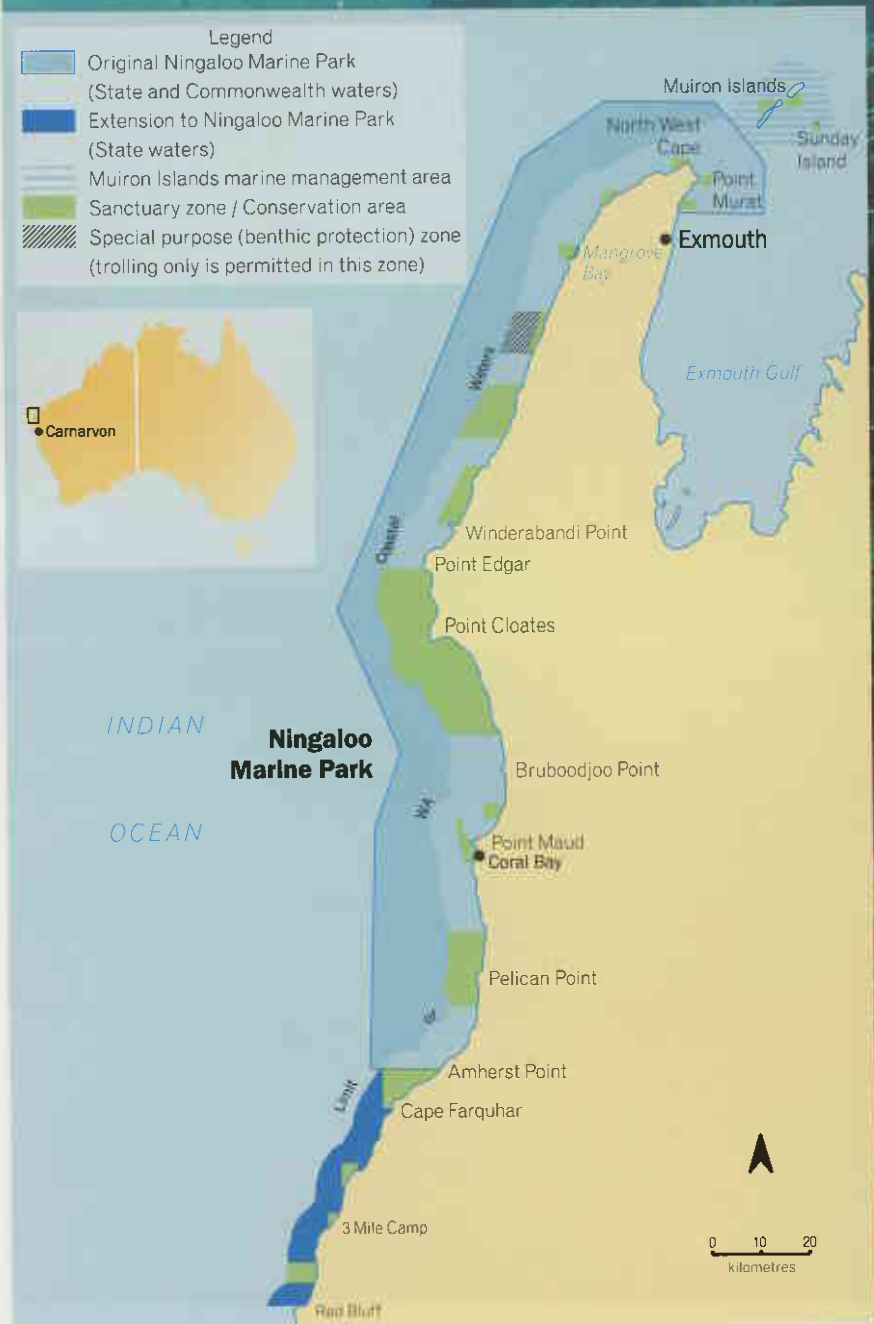 Legend
Original Ningaloo Marine Park
(State and Commonwealth waters)
Extension to Ningaloo Marine Park
(State waters)
Muiron Islands marine management area
Sanctuary zone / Conservation area
Special purpose (benthic protection) zone
(trolling only is permitted in this zone)
Muiron Islands
North West
Cape
Sunday
Island
Point
Murat
Exmouth
Mangrove
Bay
Exmouth Gulf
Carnarvon
Waters
Coastal
Winderabandi Point
Point Edgar
Point Cloates
INDIAN
OCEAN
Ningaloo
Marine Park
Bruboodjoo Point
WA
Point Maud
Coral Bay
Pelican Point
of
Limit
Amherst Point
Cape Farquhar
3 Mile Camp
Red Bluff
0 10 20
kilometres